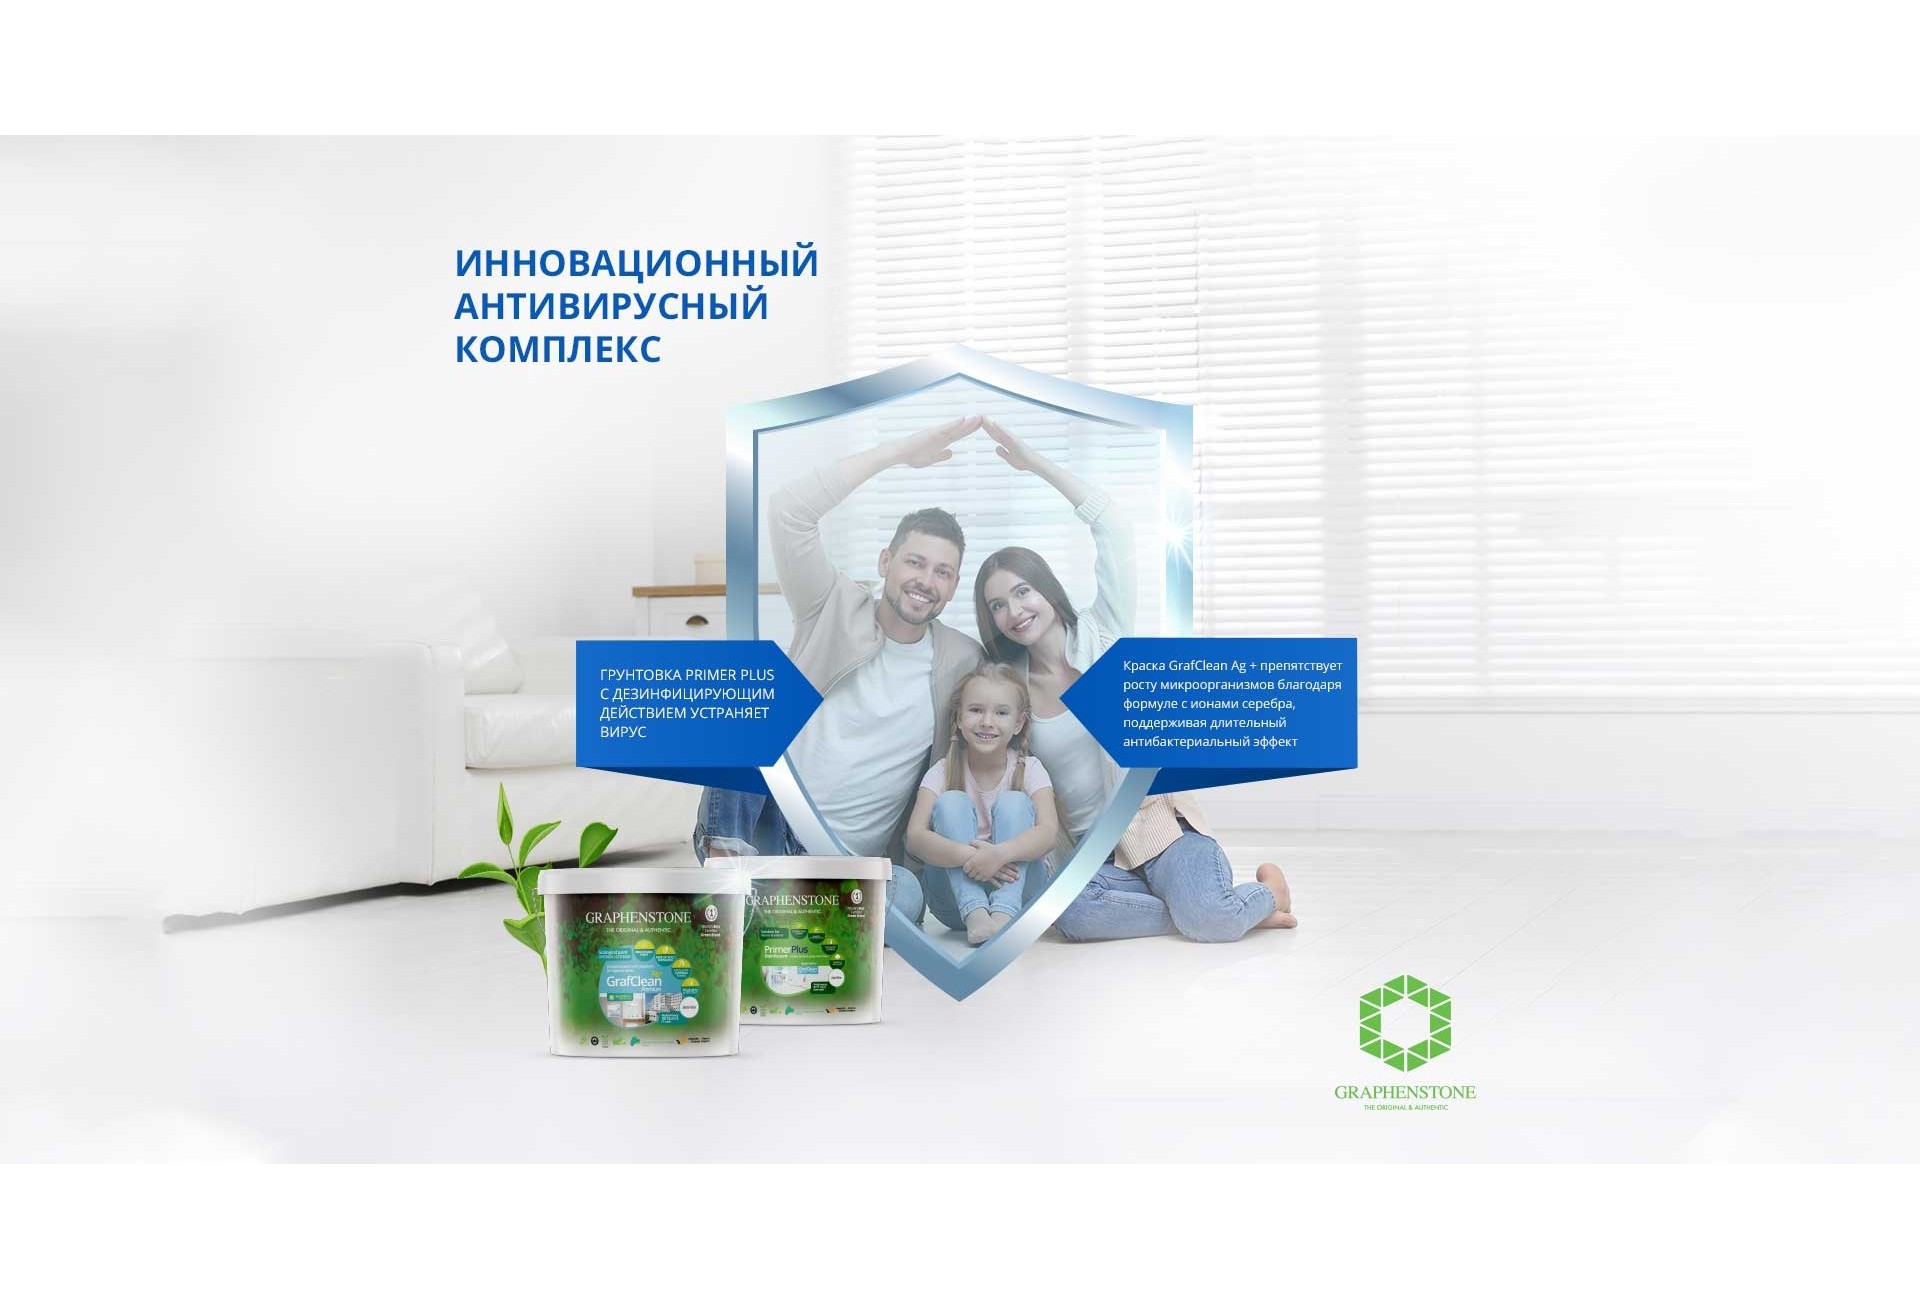 ИННОВАЦИОННЫЙ
АНТИВИРУСНЫЙ
КОМПЛЕКС
ГРУНТОВКА PRIMER PLUS
С ДЕЗИНФИЦИРУЮЩИМ
ДЕЙСТВИЕМ УСТРАНЯЕТ
ВИРУС
Краска GrafClean Ag + препятствует
росту микроорганизмов благодаря
формуле с ионами серебра,
поддерживая длительный
антибактериальный эффект
GRAPHENSTONE
THE ORIGINAL & AUTHENTIC
GrafClean
Premium
GRAPHENSTONE
THE ORIGINAL & AUTHENTIC
PrimerPlus
GrafClean
GRAPHENSTONE
THE ORIGINAL & AUTHENTIC